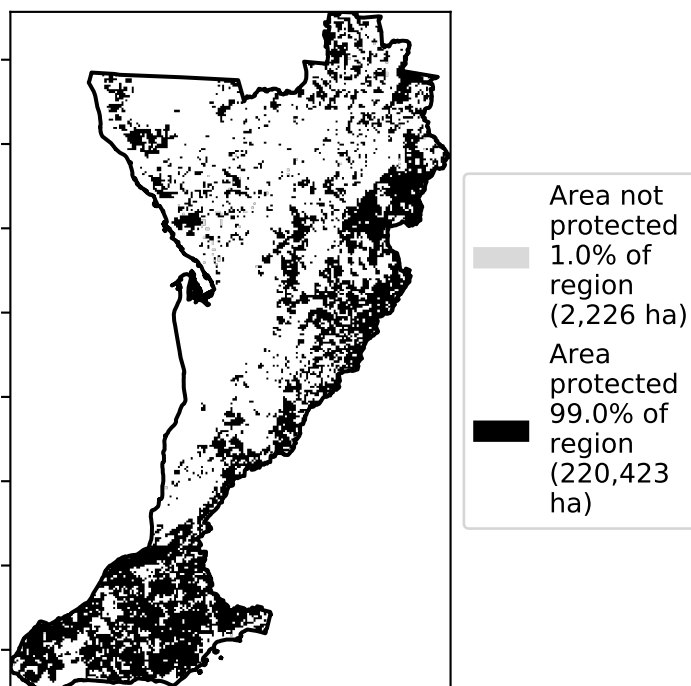 Area not
protected
1.0% of
region
(2,226 ha)
Area
protected
99.0% of
region
(220,423
ha)